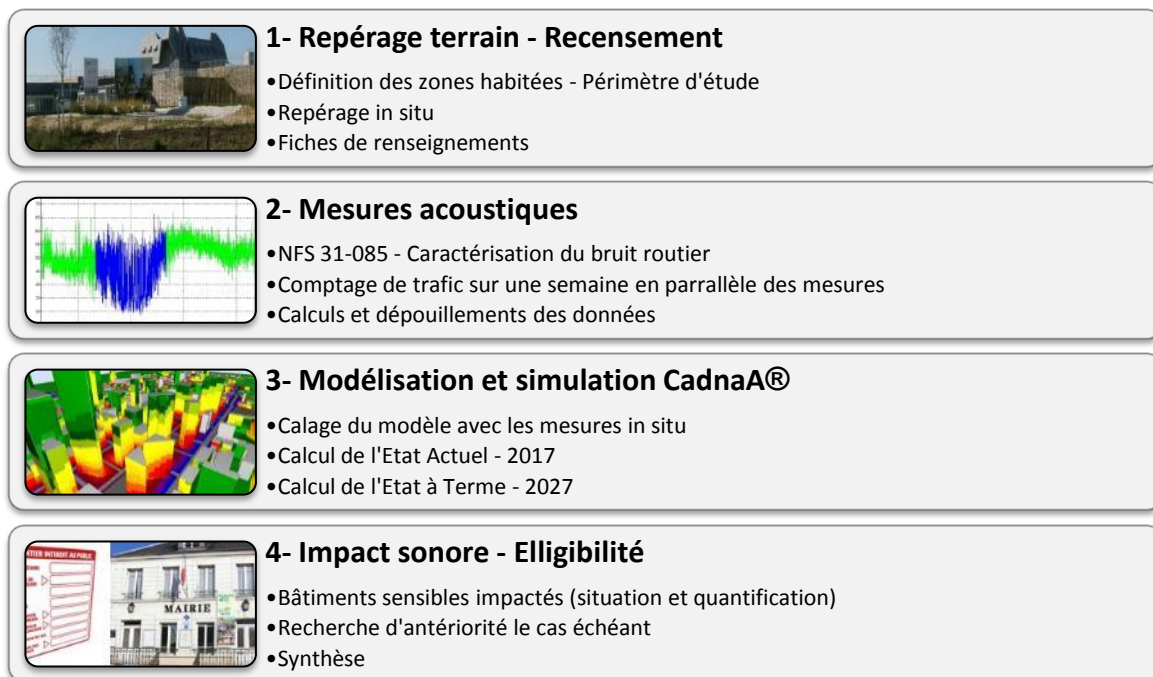 1- Repérage terrain - Recensement
•Définition des zones habitées - Périmètre d'étude
•Repérage in situ
•Fiches de renseignements
2- Mesures acoustiques
•NFS 31-085 - Caractérisation du bruit routier
•Comptage de trafic sur une semaine en parrallèle des mesures
•Calculs et dépouillements des données
3- Modélisation et simulation CadnaA®
•Calage du modèle avec les mesures in situ
•Calcul de l'Etat Actuel - 2017
•Calcul de l'Etat à Terme - 2027
4- Impact sonore - Elligibilité
TIER INTERDIT AU PUBLIC
MAIRIE
•Bâtiments sensibles impactés (situation et quantification)
•Recherche d'antériorité le cas échéant
•Synthèse